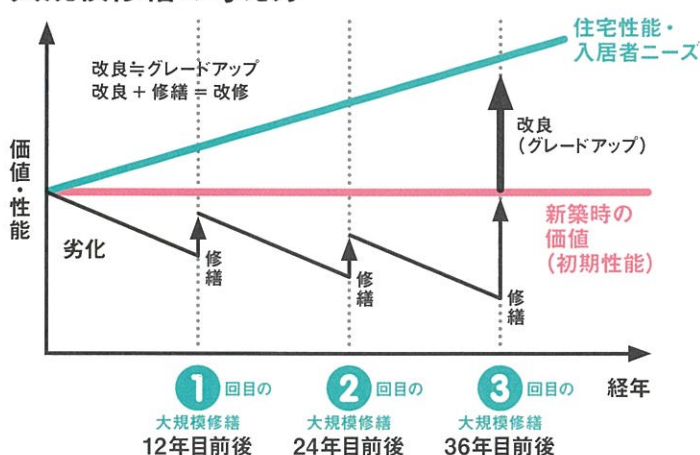 住宅性能・
入居者ニーズ
改良≒グレードアップ
改良＋修繕＝改修
改良
（グレードアップ）
価値・性能
新築時の
価値
（初期性能）
劣化
修繕
修繕
修繕
1回目の
大規模修繕
12年目前後
2回目の
大規模修繕
24年目前後
3回目の
大規模修繕
36年目前後
経年